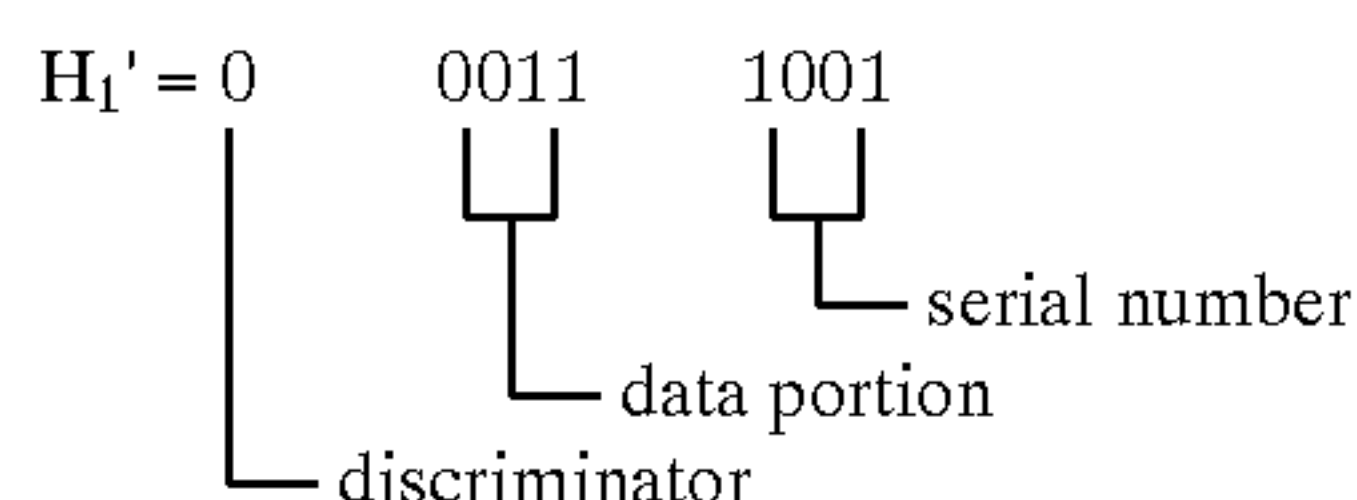 H₁' = 0 0011 1001
serial number
data portion
discriminator